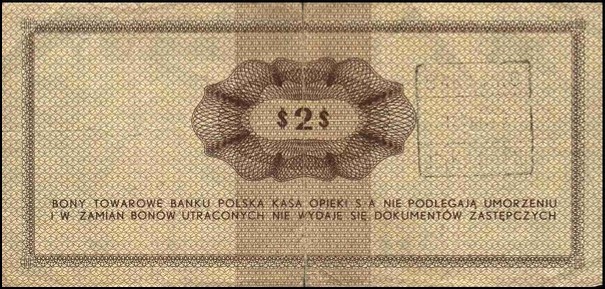 $2$
BONY TOWAROWE BANKU POLSKA KASA OPIEKI S.A. NIE PODLEGAJĄ UMORZENIU
I W ZAMIAN BONÓW UTRACONYCH NIE WYDAJE SIĘ DOKUMENTÓW ZASTĘPCZYCH